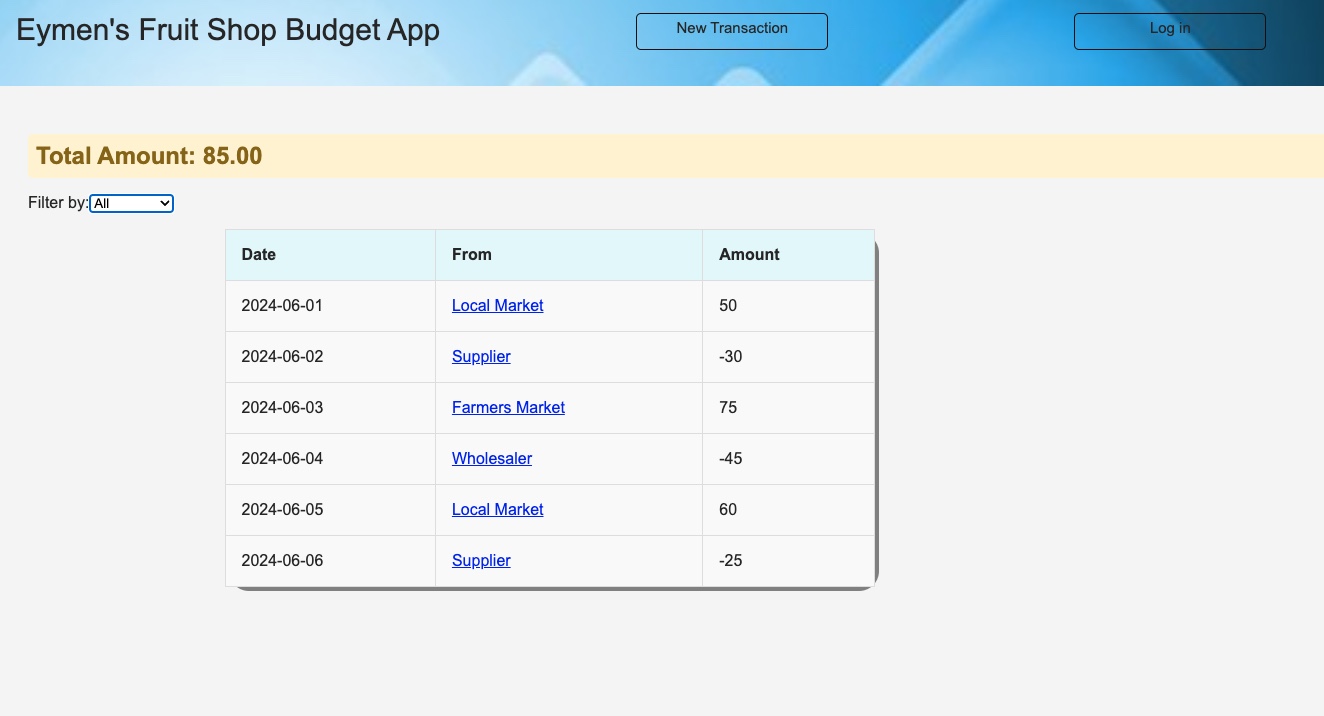 Eymen's Fruit Shop Budget App New Transaction Log in
Total Amount: 85.00
Filter by: All
Date From Amount
2024-06-01 Local Market 50
2024-06-02 Supplier -30
2024-06-03 Farmers Market 75
2024-06-04 Wholesaler -45
2024-06-05 Local Market 60
2024-06-06 Supplier -25